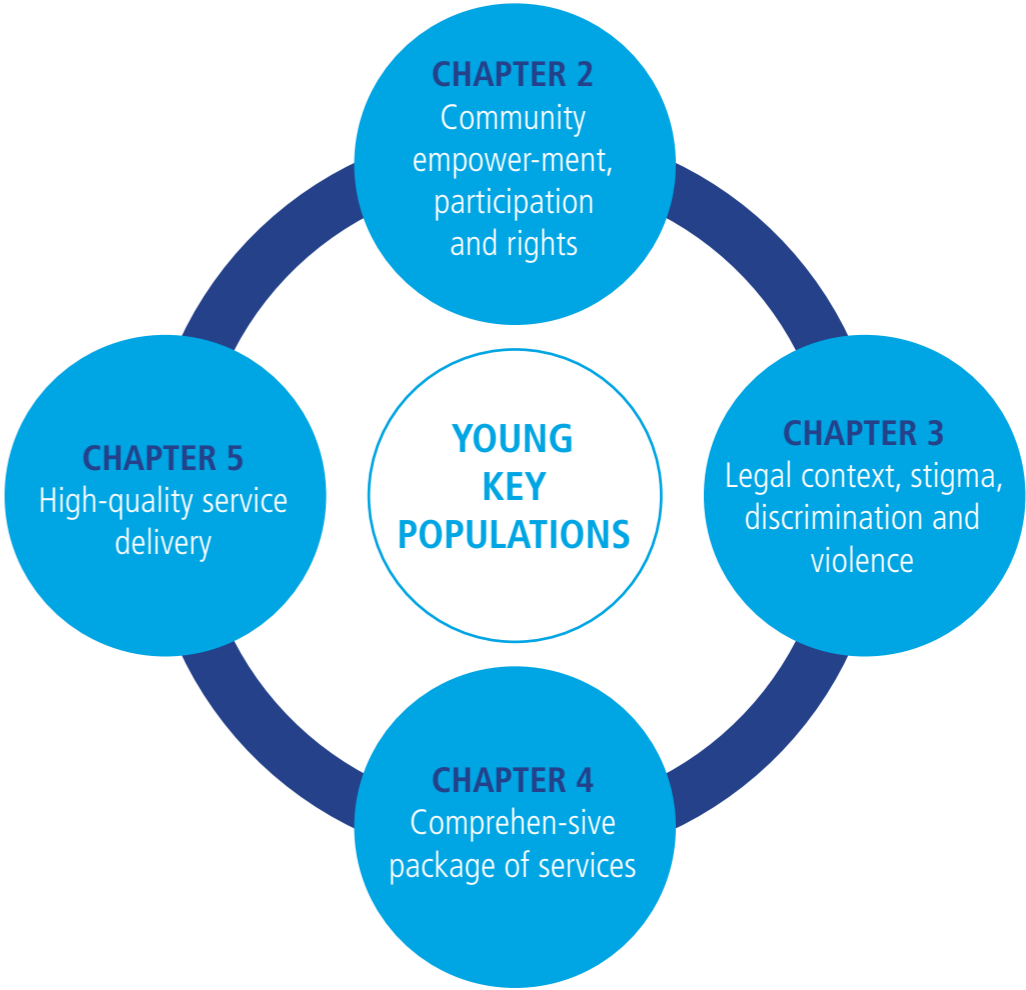 CHAPTER 2
Community
empower-ment,
participation
and rights
CHAPTER 3
Legal context, stigma,
discrimination and
violence
CHAPTER 4
Comprehen-sive
package of services
CHAPTER 5
High-quality service
delivery
YOUNG
KEY
POPULATIONS